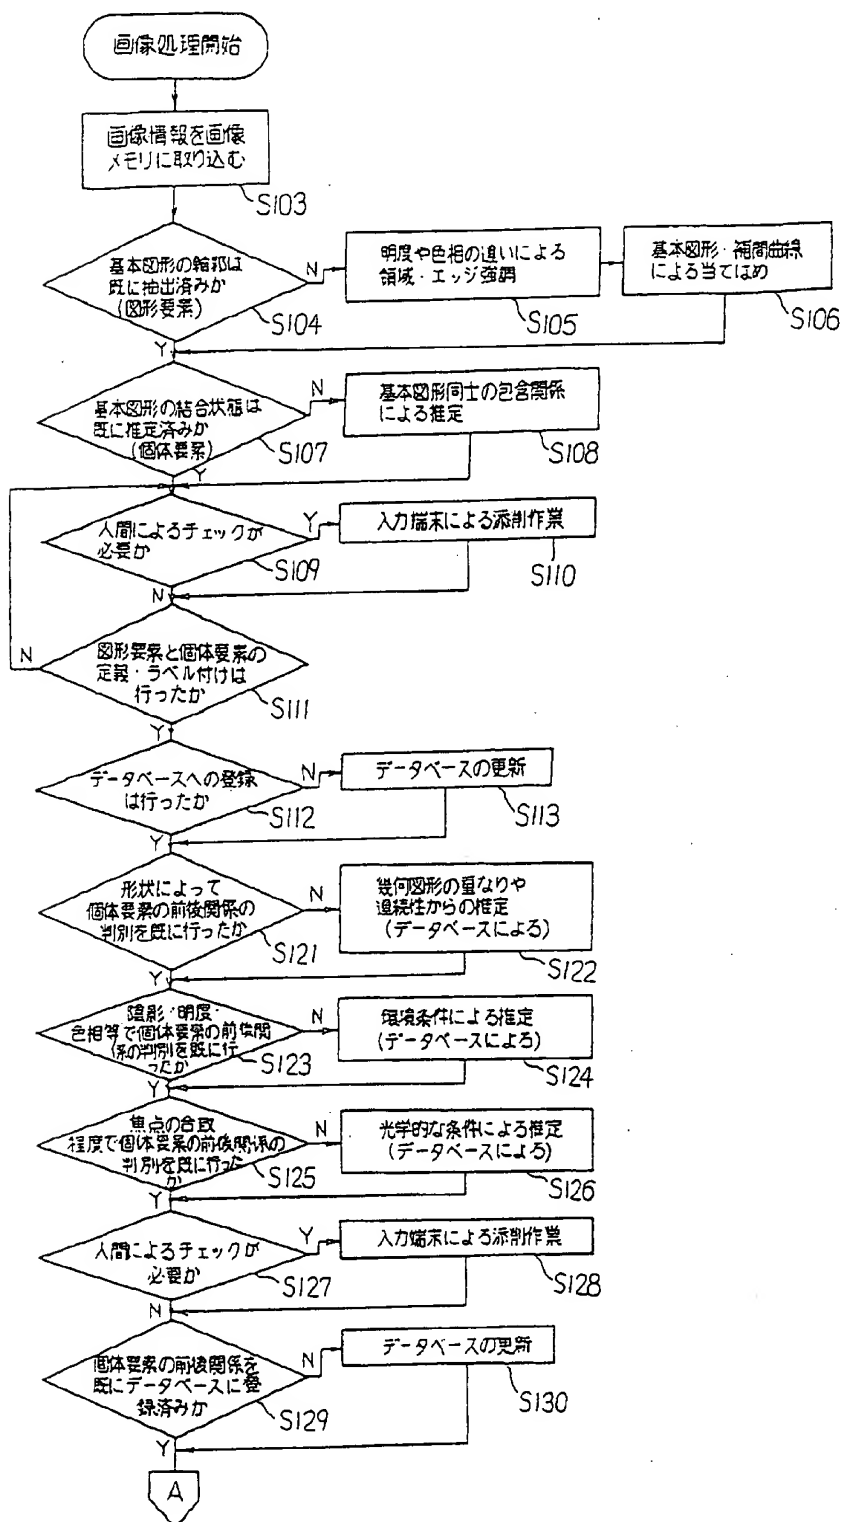 画像処理開始
画像情報を画像
メモリに取り込む
S103
基本図形の輪郭は
既に抽出済みか
(図形要素)
S104
N
Y
明度や色相の違いによる
領域・エッジ強調
S105
基本図形・補間曲線
による当てはめ
S106
基本図形の結合状態は
既に推定済みか
(個体要素)
S107
N
Y
基本図形同士の包含関係
による推定
S108
人間によるチェックが
必要か
S109
Y
N
入力端末による添削作業
S110
図形要素と個体要素の
定義・ラベル付けは
行ったか
S111
N
Y
データベースへの登録
は行ったか
S112
N
Y
データベースの更新
S113
形状によって
個体要素の前後関係の
判別を既に行ったか
S121
N
Y
幾何図形の重なりや
連続性からの推定
(データベースによる)
S122
陰影・明度・
色相等で個体要素の前後関
係の判別を既に行
ったか
S123
N
Y
環境条件による推定
(データベースによる)
S124
焦点の合致
程度で個体要素の前後関係の
判別を既に行った
か
S125
N
Y
光学的な条件による推定
(データベースによる)
S126
人間によるチェックが
必要か
S127
Y
N
入力端末による添削作業
S128
個体要素の前後関係を
既にデータベースに登
録済みか
S129
N
Y
データベースの更新
S130
A